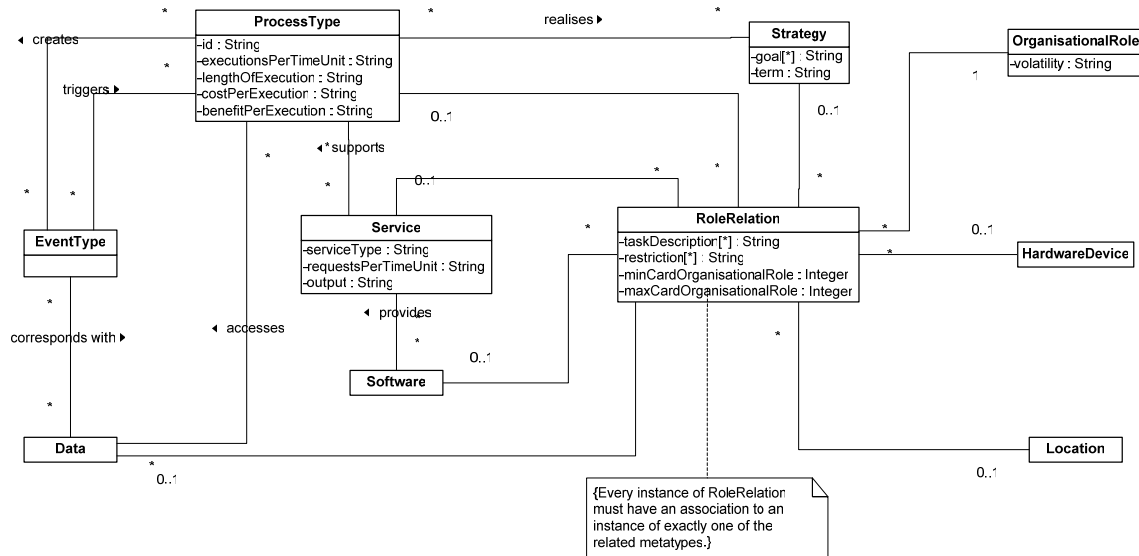 *
*
realises ▶
*
ProcessType
-id : String
-executionsPerTimeUnit : String
-lengthOfExecution : String
-costPerExecution : String
-benefitPerExecution : String
Strategy
-goal[*] : String
-term : String
OrganisationalRole
-volatility : String
◀ creates
*
triggers ▶
1
0..1
0..1
*
◀ *supports
*
*
*
*
0..1
*
*
*
EventType
Service
-serviceType : String
-requestsPerTimeUnit : String
-output : String
*
RoleRelation
-taskDescription[*] : String
-restriction[*] : String
-minCardOrganisationalRole : Integer
-maxCardOrganisationalRole : Integer
*
0..1
*
HardwareDevice
*
◀ provides
*
◀ accesses
corresponds with ▶
*
*
0..1
Software
*
Data
*
0..1
Location
0..1
{Every instance of RoleRelation
must have an association to an
instance of exactly one of the
related metatypes.}